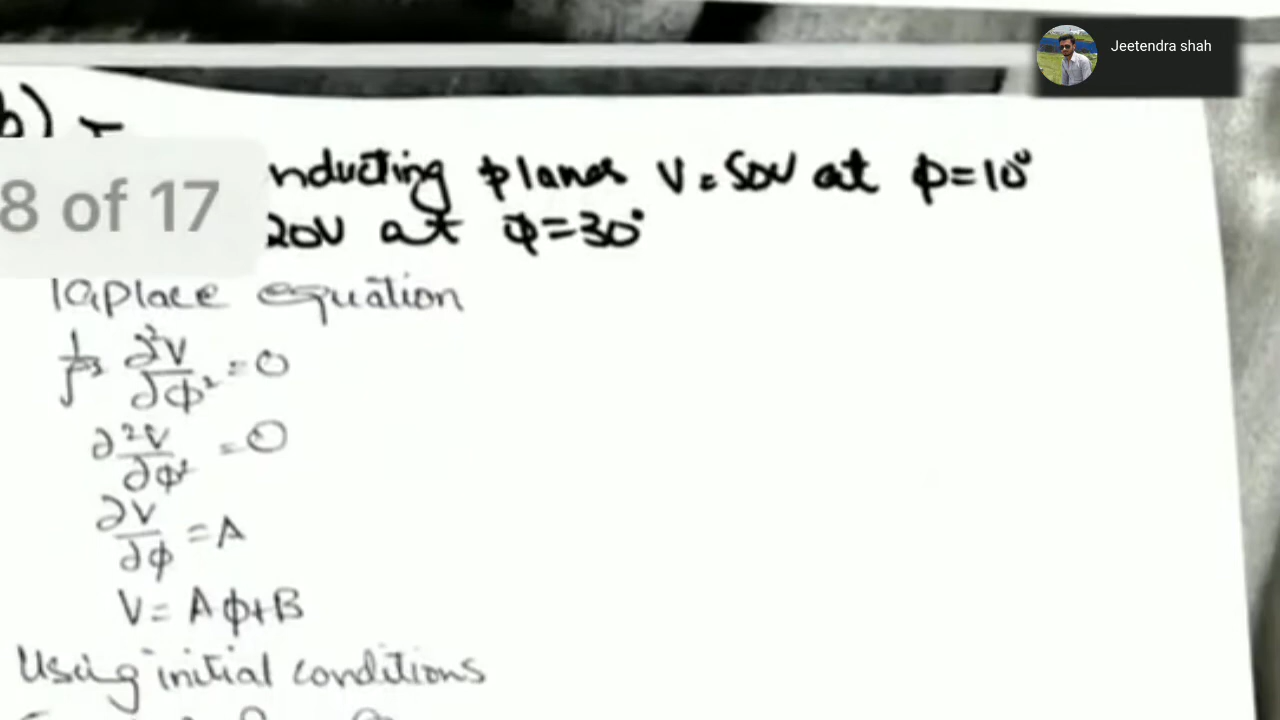 Jeetendra shah
b)
8 of 17
nducting planes V = 50V at φ=10°
20V at φ=30°
laplace equation
∂²V/∂φ² = 0
∂²V/∂φ² = 0
∂V/∂φ = A
V = Aφ+B
Using initial conditions